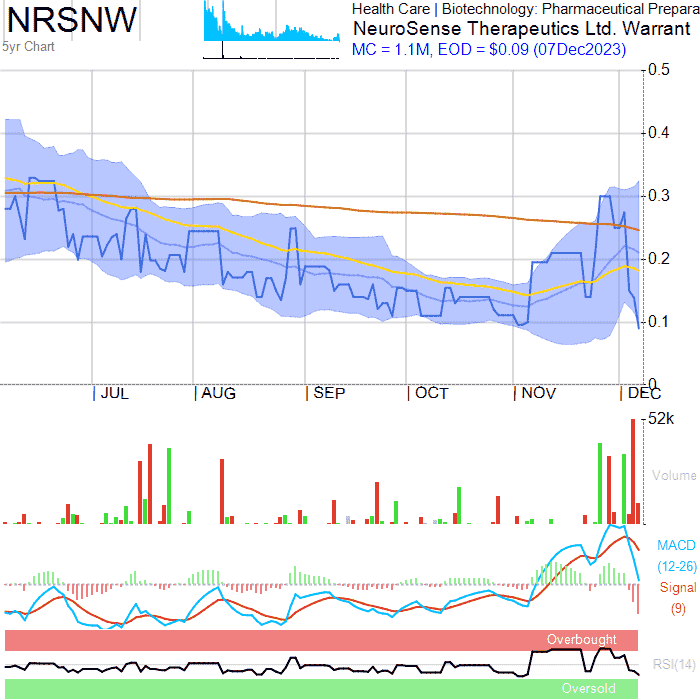 NRSNW
5yr Chart
Health Care | Biotechnology: Pharmaceutical Prepara
NeuroSense Therapeutics Ltd. Warrant
MC = 1.1M, EOD = $0.09 (07Dec2023)
0.5
0.4
0.3
0.2
0.1
0
JUL
AUG
SEP
OCT
NOV
DEC
52k
Volume
MACD
(12-26)
Signal
(9)
Overbought
RSI(14)
Oversold